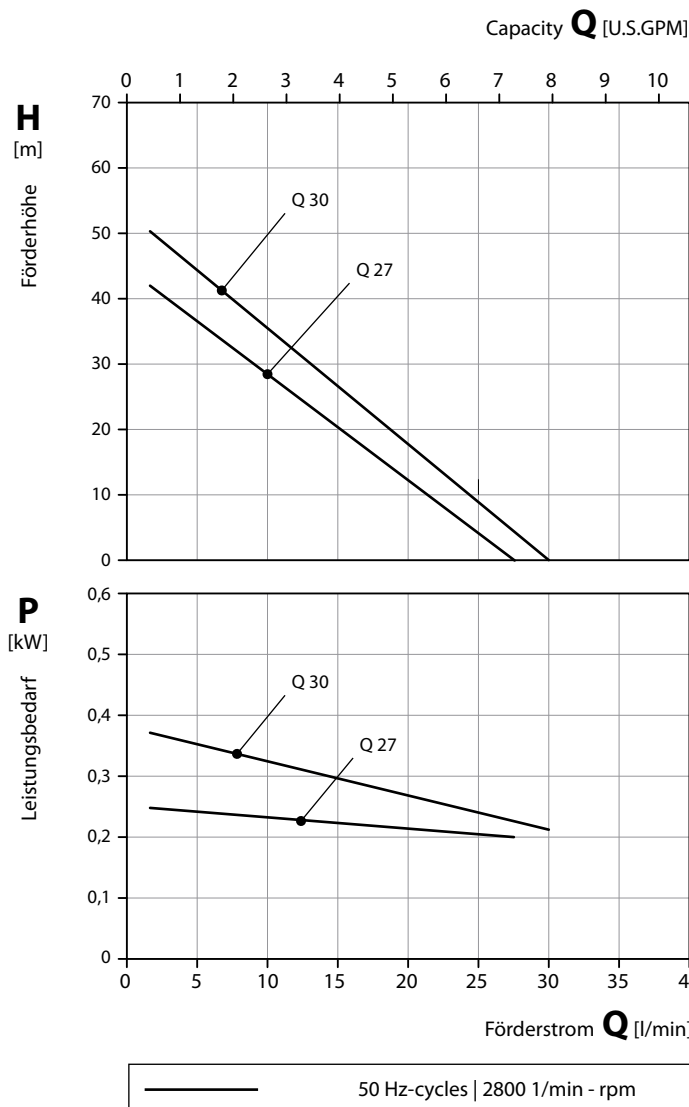 Capacity Q [U.S.GPM]
0 1 2 3 4 5 6 7 8 9 10
H
[m]
Förderhöhe
70
60
50
40
30
20
10
0
Q 30
Q 27
P
[kW]
Leistungsbedarf
0,6
0,5
0,4
0,3
0,2
0,1
0
Q 30
Q 27
0 5 10 15 20 25 30 35 4
Förderstrom Q [l/min]
50 Hz-cycles | 2800 1/min - rpm